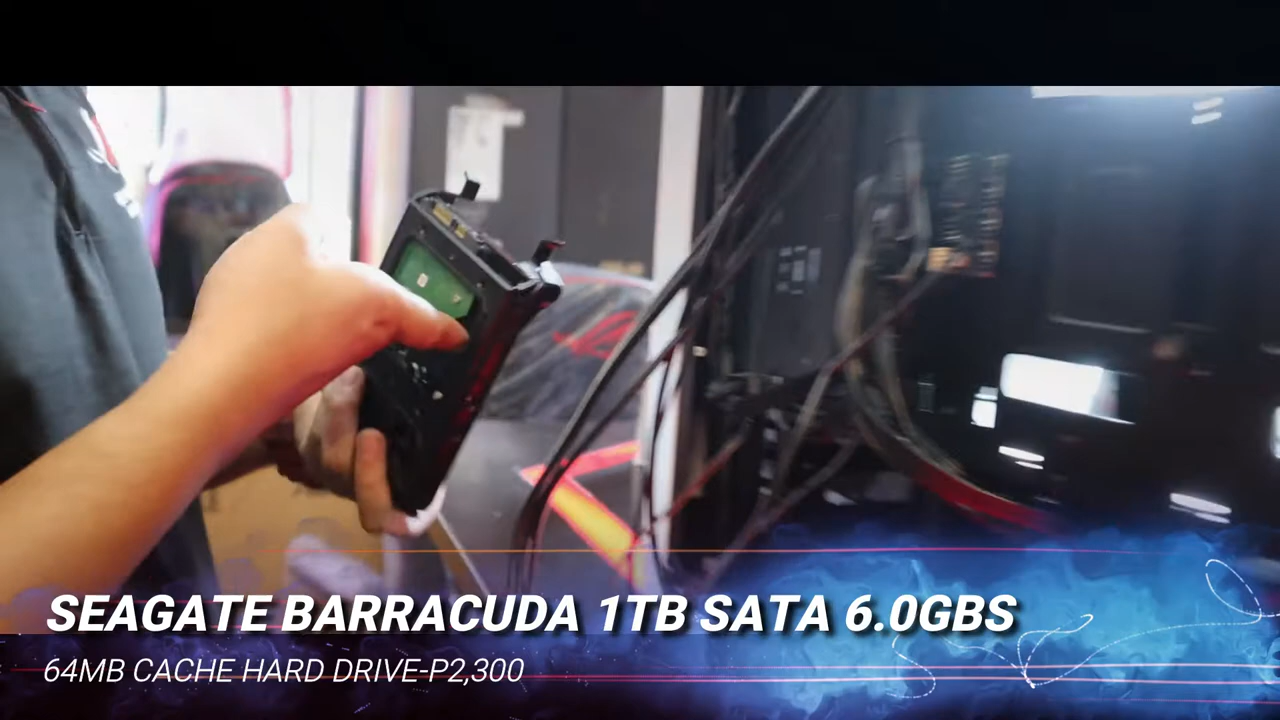 SEAGATE BARRACUDA 1TB SATA 6.0GBS
64MB CACHE HARD DRIVE-P2,300